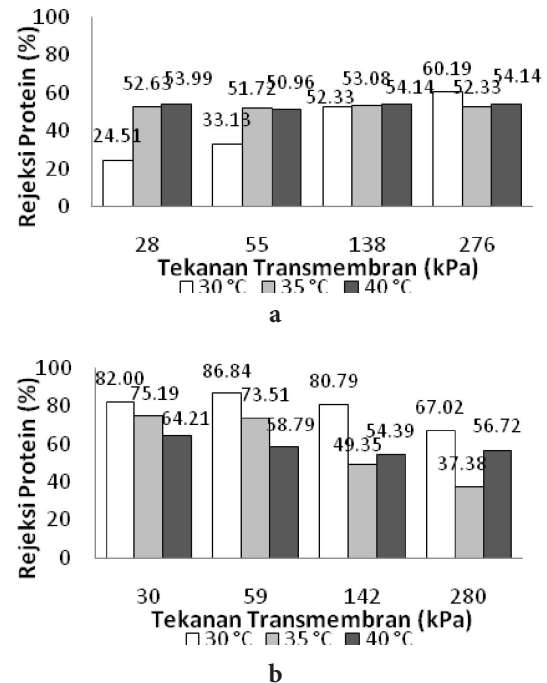 100
80
60
40
20
0
Rejeksi Protein (%)
24.51 52.63 53.99
33.13 51.72 50.96
52.33 53.08 54.14
60.19 52.33 54.14
28 55 138 276
Tekanan Transmembran (kPa)
30 °C 35 °C 40 °C
a
100
80
60
40
20
0
Rejeksi Protein (%)
82.00 75.19 64.21
86.84 73.51 58.79
80.79 49.35 54.39
67.02 37.38 56.72
30 59 142 280
Tekanan Transmembran (kPa)
30 °C 35 °C 40 °C
b